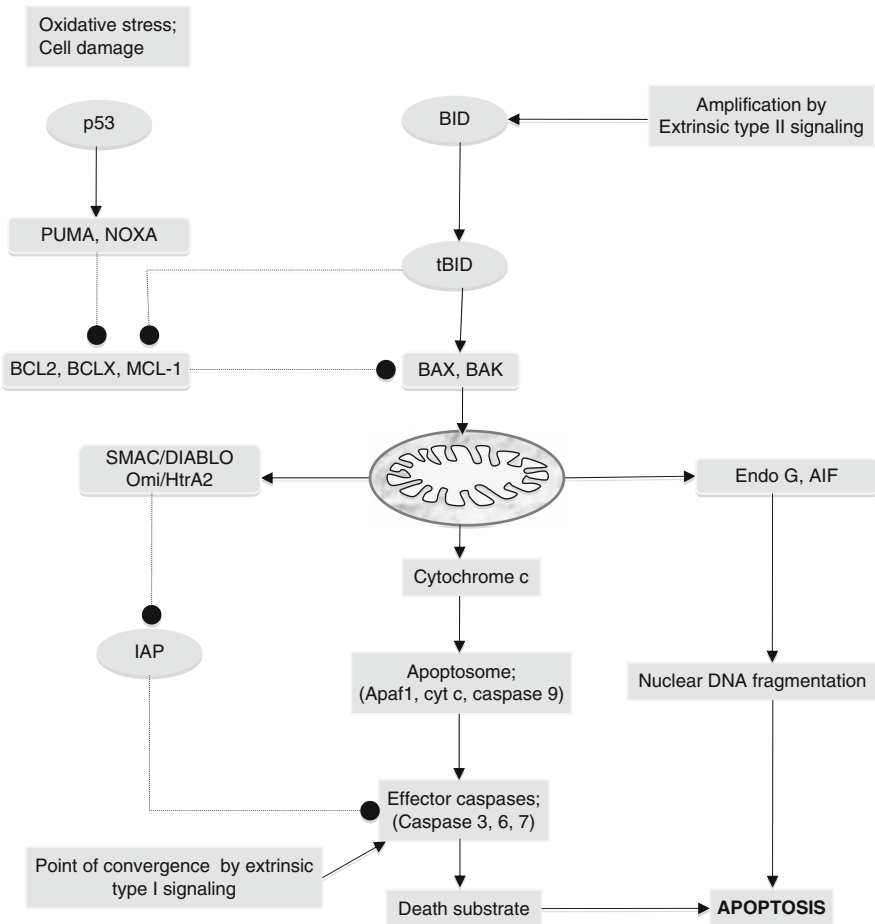 Oxidative stress;
Cell damage
p53
BID
Amplification by
Extrinsic type II signaling
PUMA, NOXA
tBID
BCL2, BCLX, MCL-1
BAX, BAK
SMAC/DIABLO
Omi/HtrA2
Endo G, AIF
Cytochrome c
IAP
Apoptosome;
(Apaf1, cyt c, caspase 9)
Nuclear DNA fragmentation
Effector caspases;
(Caspase 3, 6, 7)
Point of convergence by extrinsic
type I signaling
Death substrate
APOPTOSIS